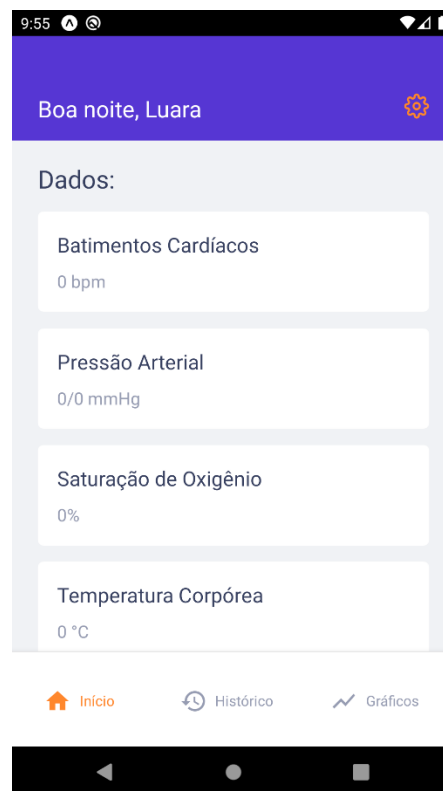 9:55
Boa noite, Luara
Dados:
Batimentos Cardíacos
0 bpm
Pressão Arterial
0/0 mmHg
Saturação de Oxigênio
0%
Temperatura Corpórea
0 °C
Início Histórico Gráficos